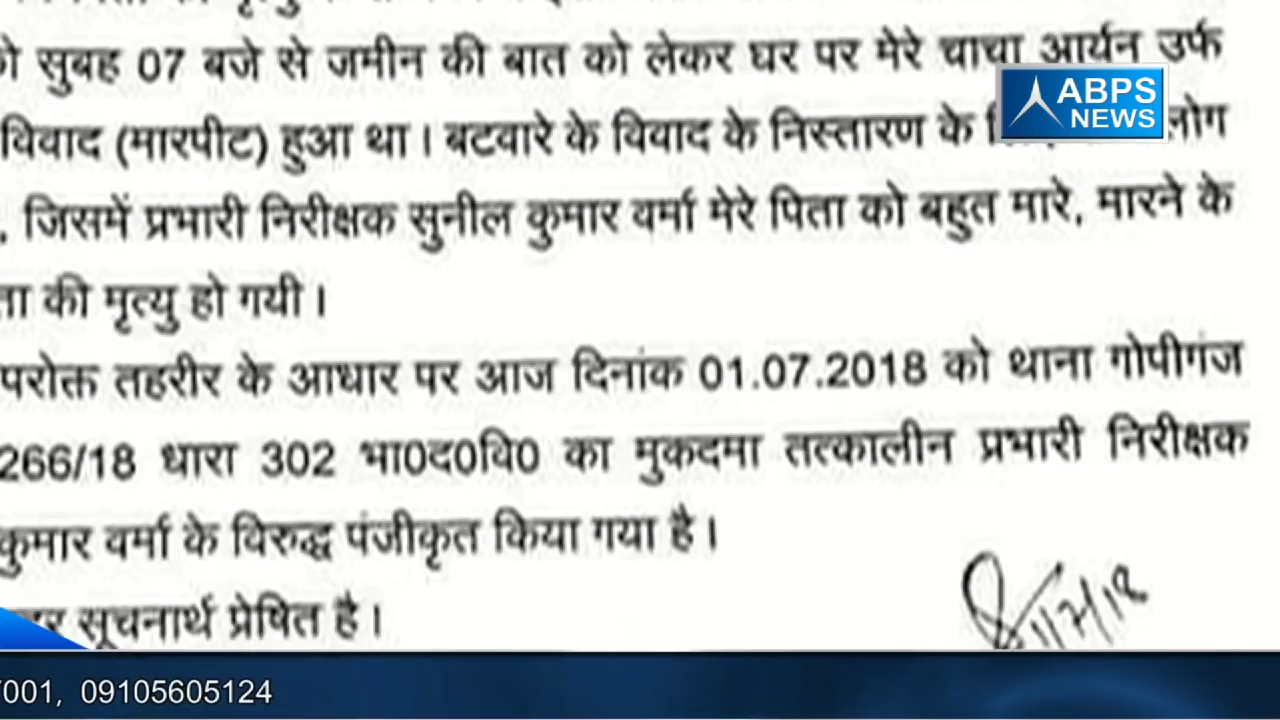 को सुबह 07 बजे से जमीन की बात को लेकर घर पर मेरे चाचा आर्यन उर्फ
विवाद (मारपीट) हुआ था। बटवारे के विवाद के निस्तारण के लोग
, जिसमें प्रभारी निरीक्षक सुनील कुमार वर्मा मेरे पिता को बहुत मारे, मारने के
ता की मृत्यु हो गयी।
परोक्त तहरीर के आधार पर आज दिनांक 01.07.2018 को थाना गोपीगंज
266/18 धारा 302 भा0द0वि0 का मुकदमा तत्कालीन प्रभारी निरीक्षक
कुमार वर्मा के विरुद्ध पंजीकृत किया गया है।
सूचनार्थ प्रेषित है।
ABPS
NEWS
7001, 09105605124